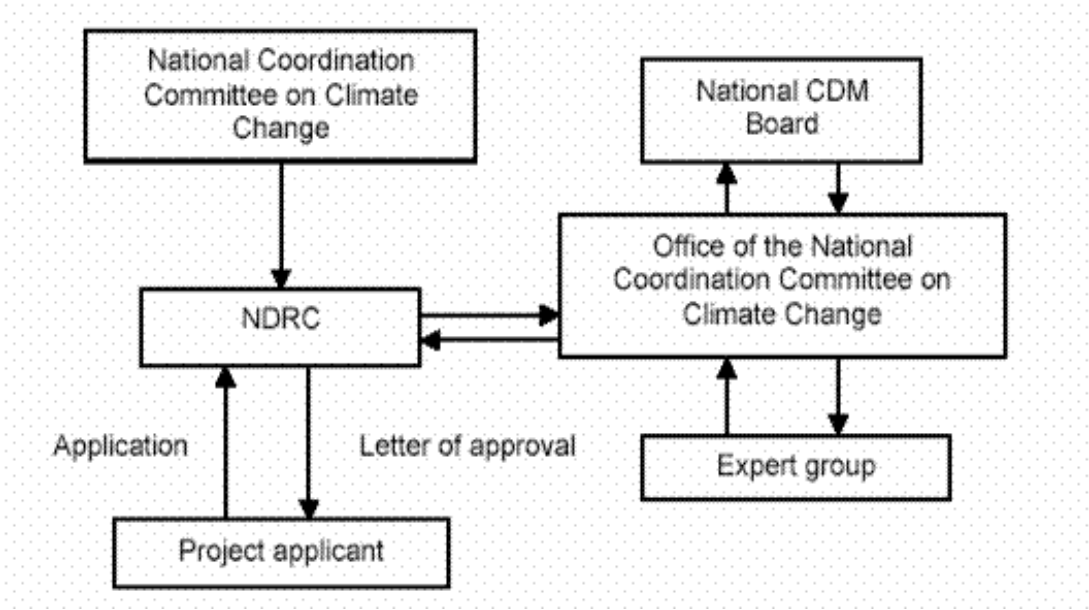 National Coordination
Committee on Climate
Change
National CDM
Board
Office of the National
Coordination Committee on
Climate Change
NDRC
Application
Letter of approval
Expert group
Project applicant